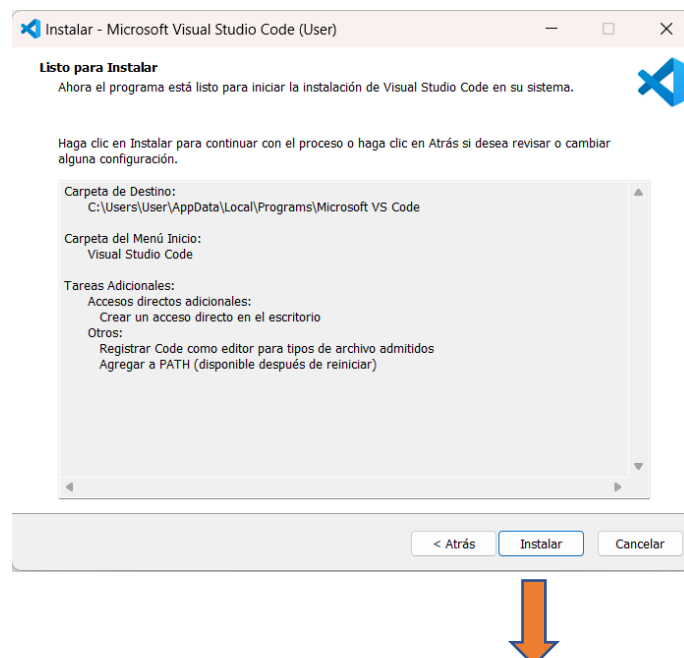 Instalar - Microsoft Visual Studio Code (User)
Listo para Instalar
Ahora el programa está listo para iniciar la instalación de Visual Studio Code en su sistema.
Haga clic en Instalar para continuar con el proceso o haga clic en Atrás si desea revisar o cambiar
alguna configuración.
Carpeta de Destino:
C:\Users\User\AppData\Local\Programs\Microsoft VS Code
Carpeta del Menú Inicio:
Visual Studio Code
Tareas Adicionales:
Accesos directos adicionales:
Crear un acceso directo en el escritorio
Otros:
Registrar Code como editor para tipos de archivo admitidos
Agregar a PATH (disponible después de reiniciar)
< Atrás Instalar Cancelar